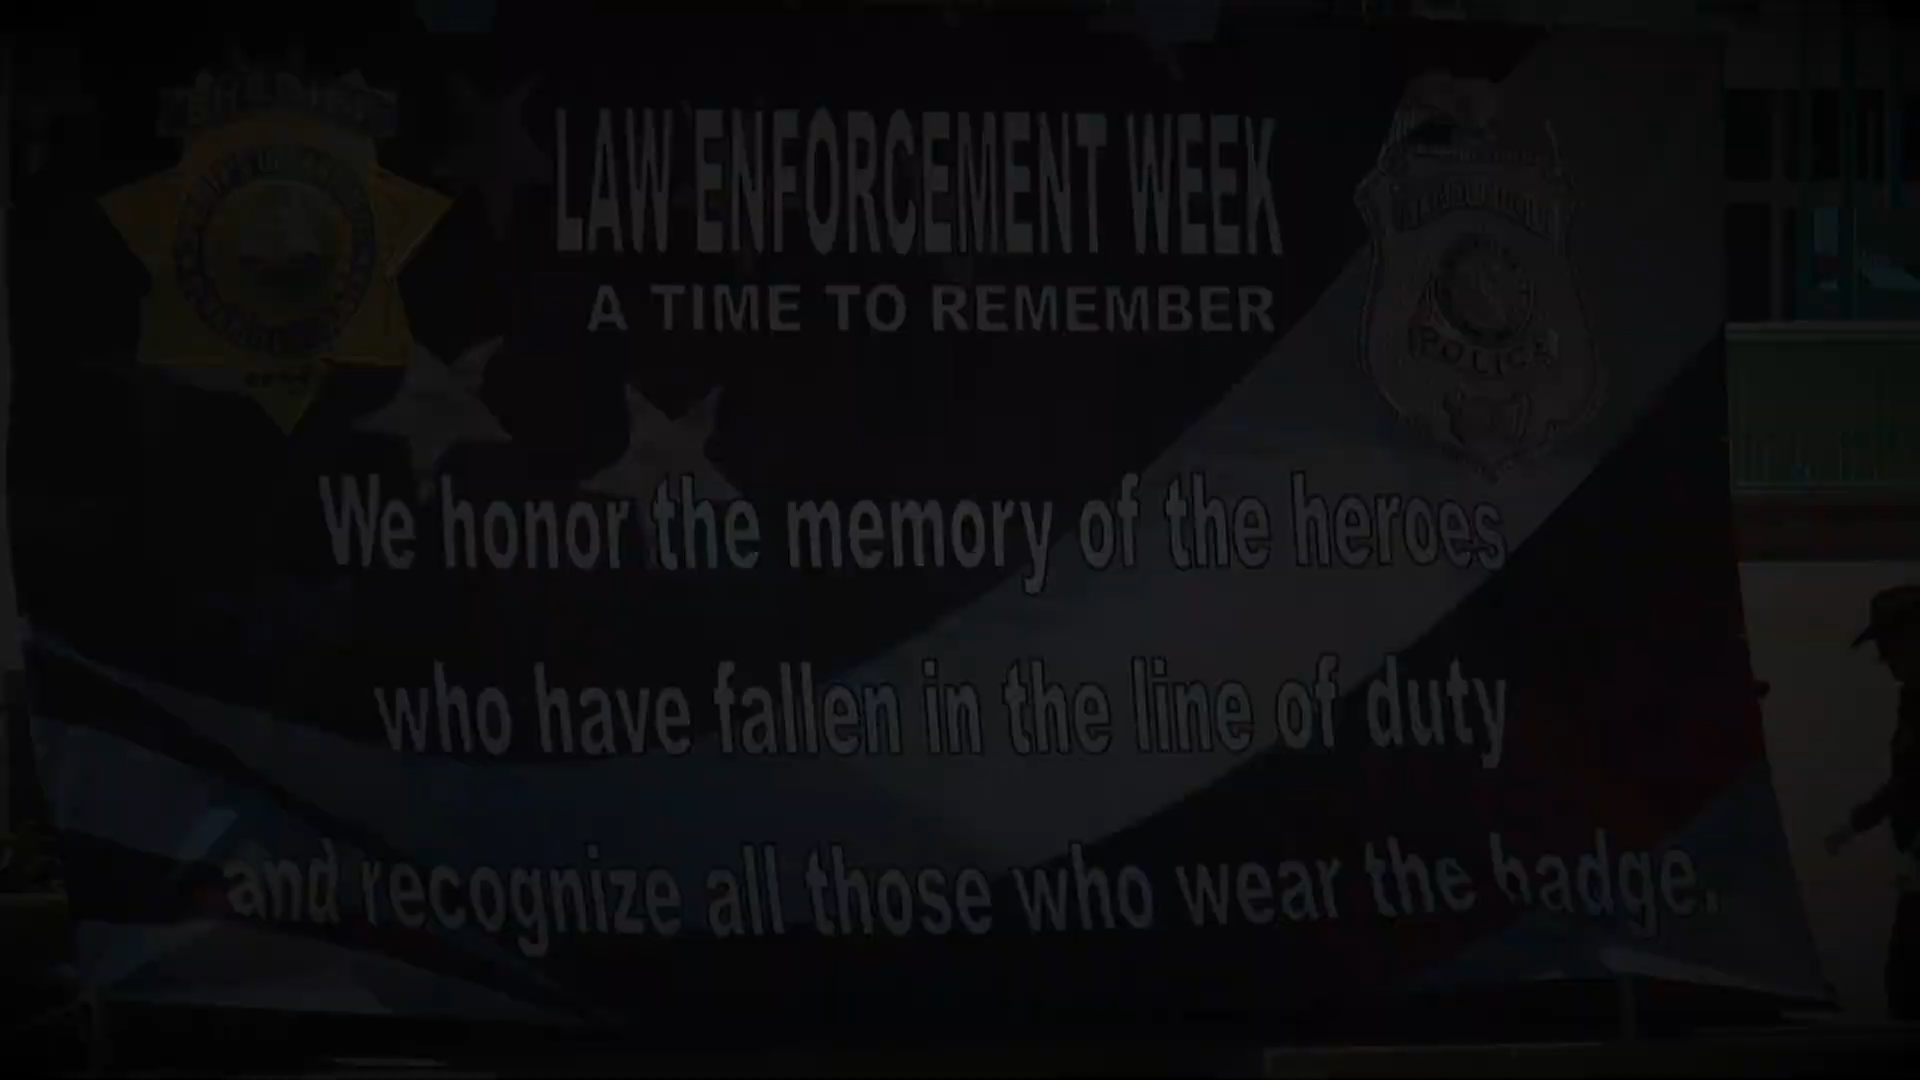 LAW ENFORCEMENT WEEK
A TIME TO REMEMBER
POLICE
We honor the memory of the heroes
who have fallen in the line of duty
and recognize all those who wear the badge.